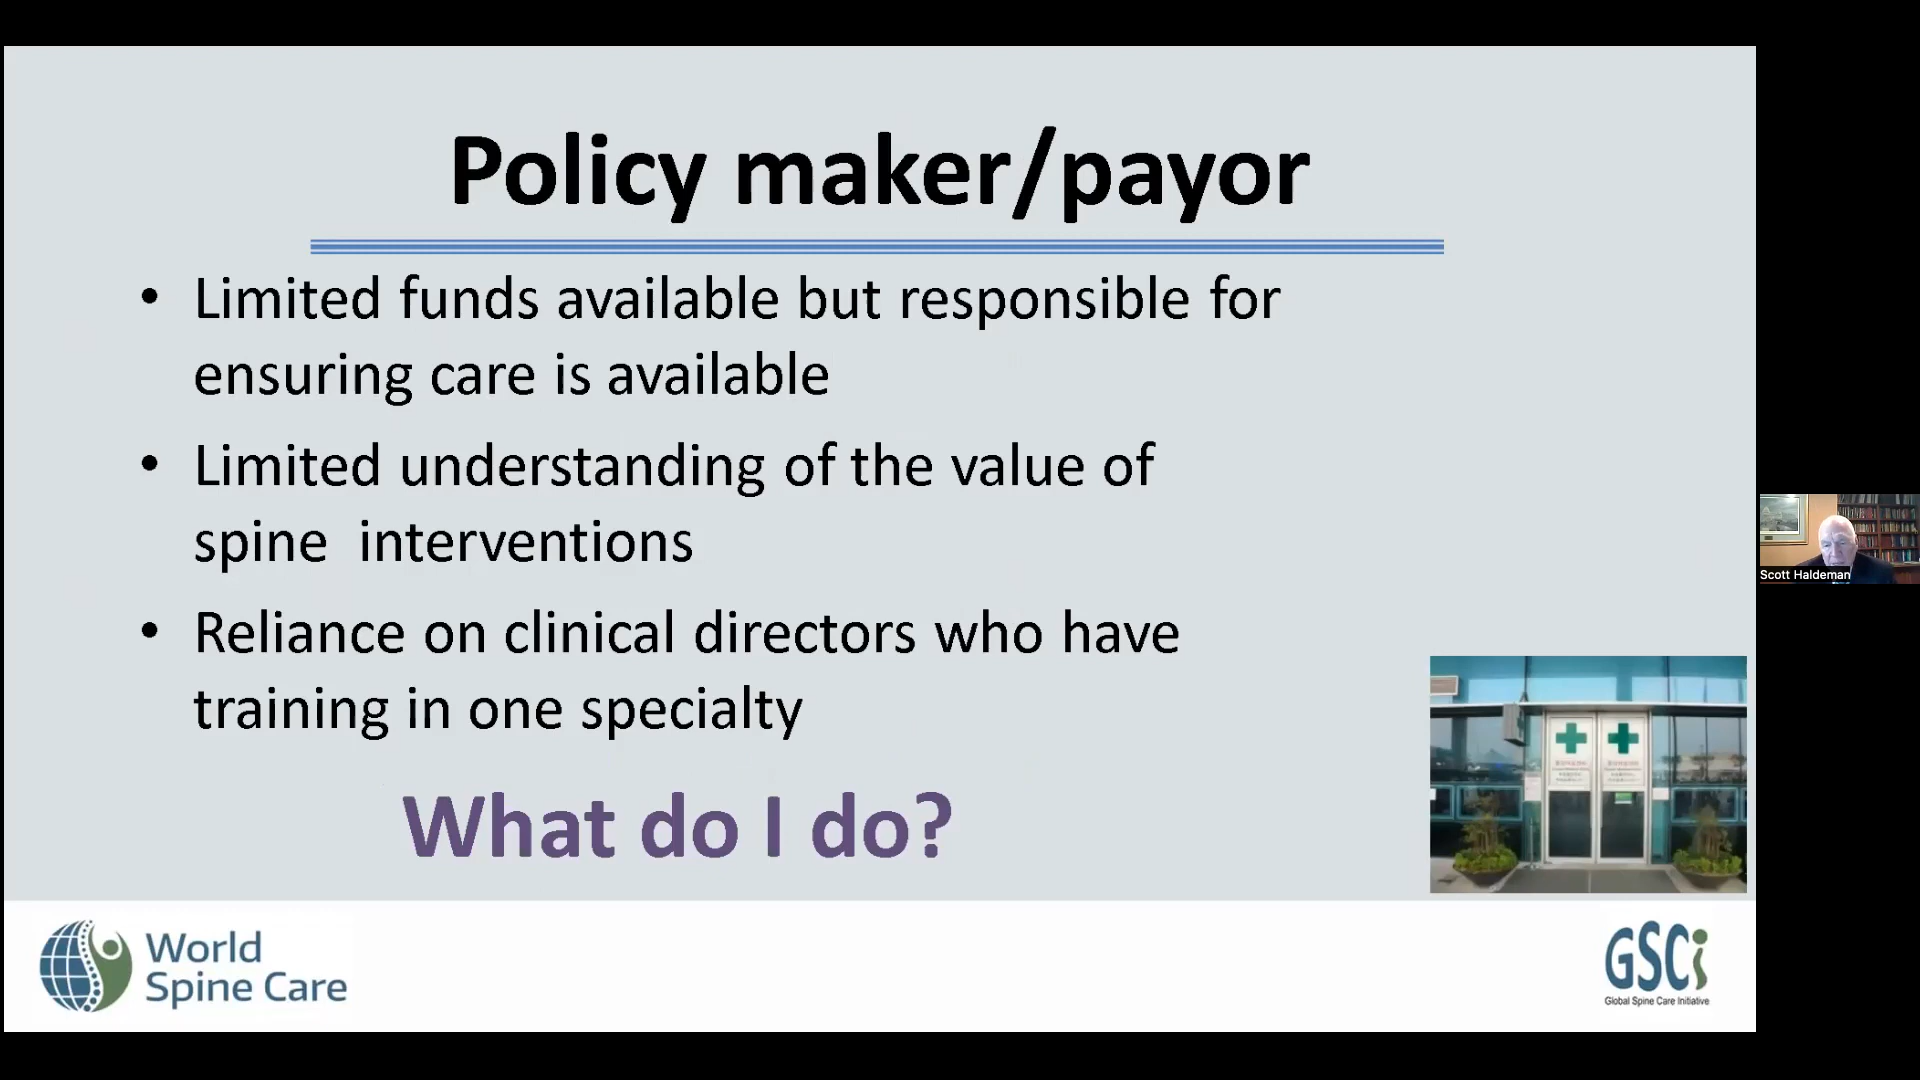 Policy maker/payor
• Limited funds available but responsible for
ensuring care is available
• Limited understanding of the value of
spine  interventions
• Reliance on clinical directors who have
training in one specialty
What do I do?
Scott Haldeman
World
Spine Care
GSCi
Global Spine Care Initiative